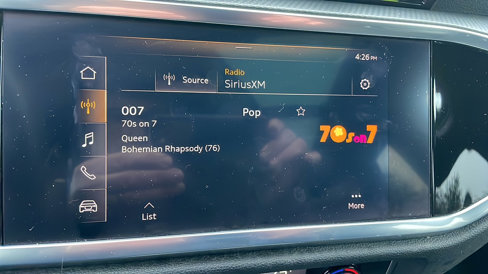 4:26 PM
Radio
Source
SiriusXM
007
Pop
70s on 7
70s on 7
Queen
Bohemian Rhapsody (76)
List
More